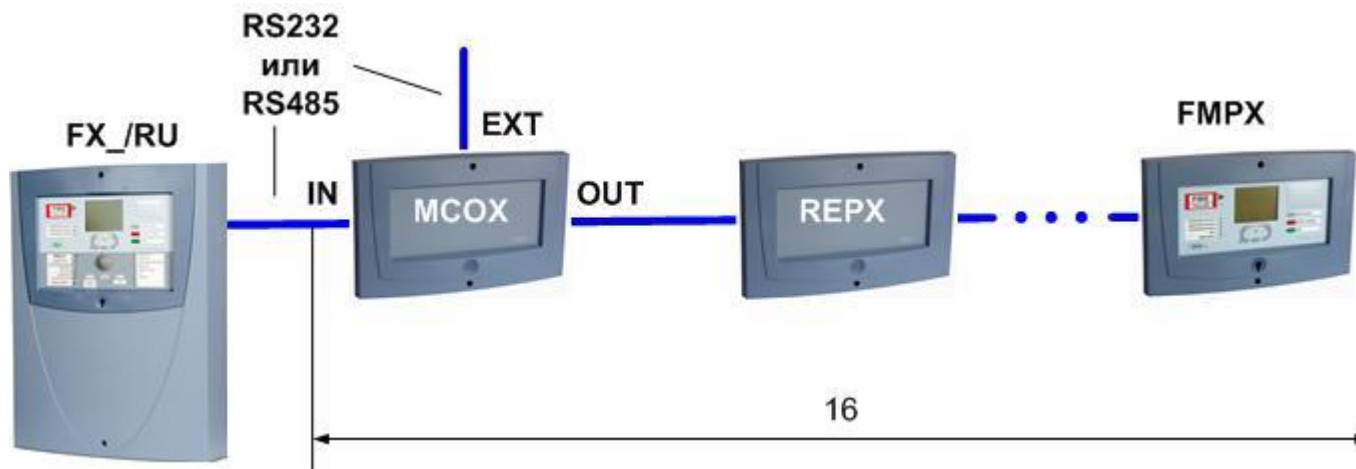 RS232
или
RS485
EXT
FX_/RU
FMPX
IN
OUT
MCOX
REPX
16